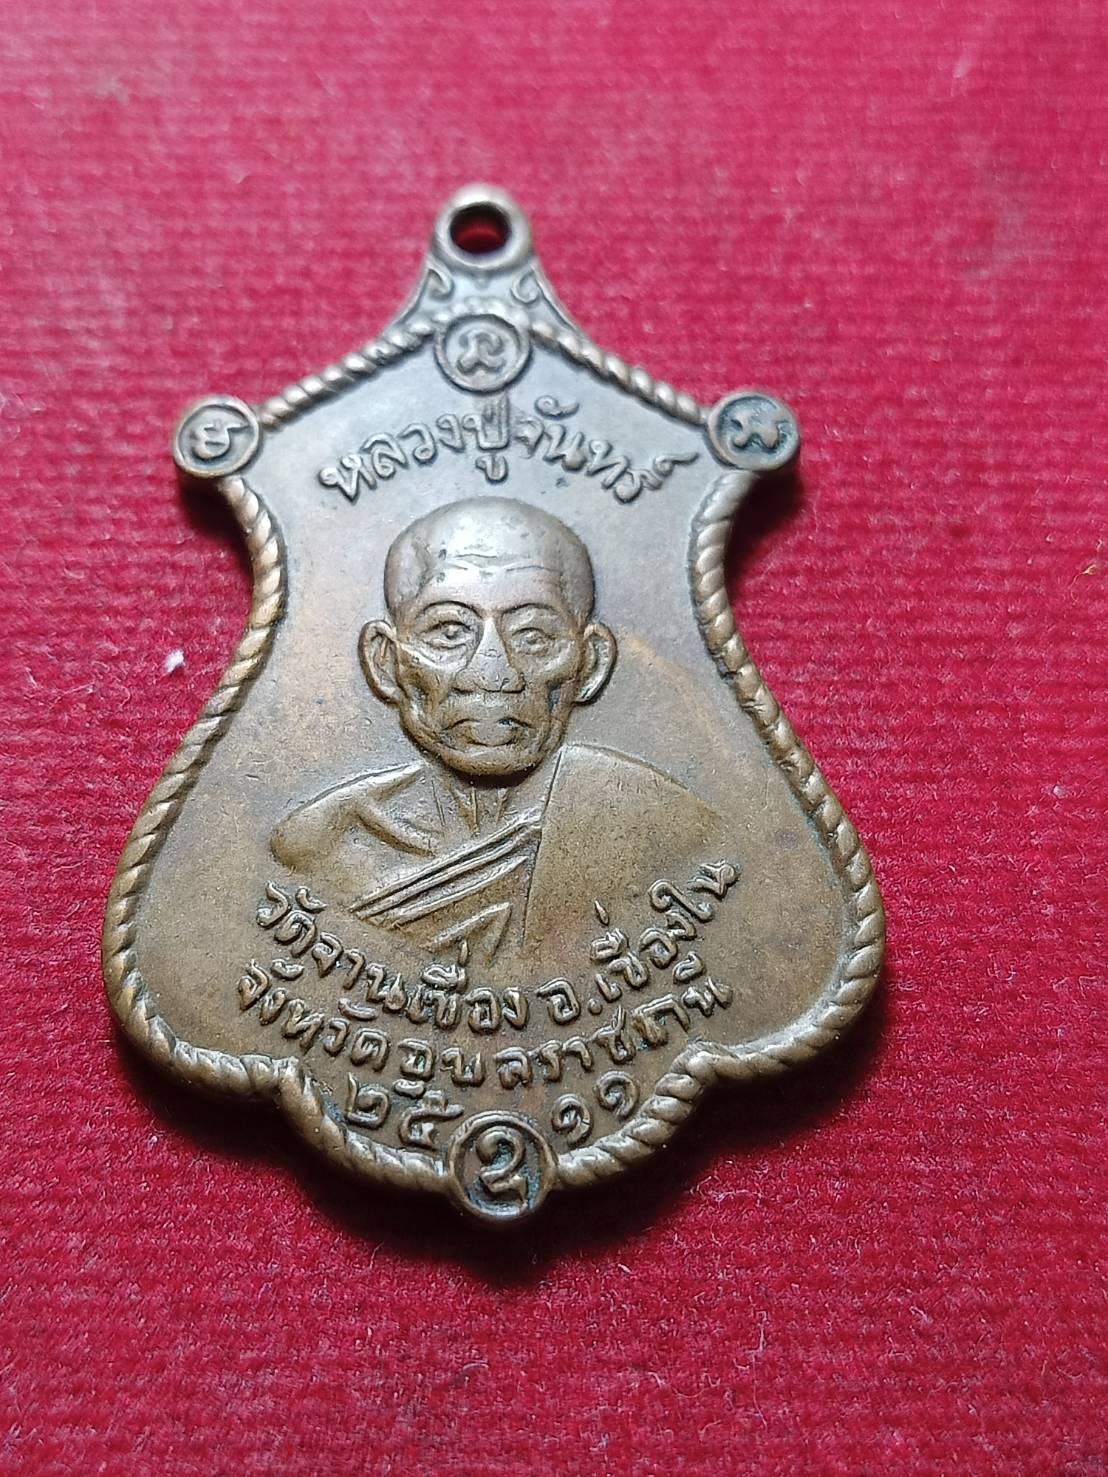 หลวงปู่จันทร์
วัดจานเขื่อง อ.เขื่องใน
จังหวัดอุบลราชธานี
๒๕๑๑